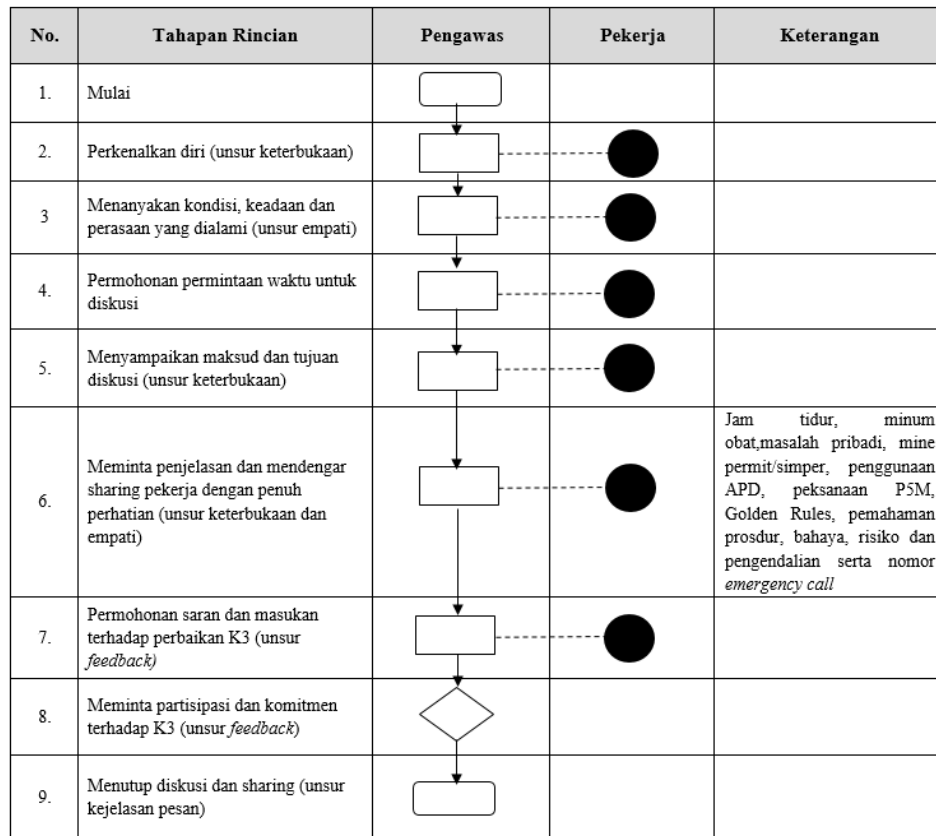 No. Tahapan Rincian Pengawas Pekerja Keterangan
1. Mulai
2. Perkenalkan diri (unsur keterbukaan)
3 Menanyakan kondisi, keadaan dan
perasaan yang dialami (unsur empati)
4. Permohonan permintaan waktu untuk
diskusi
5. Menyampaikan maksud dan tujuan
diskusi (unsur keterbukaan)
6. Meminta penjelasan dan mendengar
sharing pekerja dengan penuh
perhatian (unsur keterbukaan dan
empati)
Jam tidur, minum
obat,masalah pribadi, mine
permit/simper, penggunaan
APD, peksanaan P5M,
Golden Rules, pemahaman
prosdur, bahaya, risiko dan
pengendalian serta nomor
emergency call
7. Permohonan saran dan masukan
terhadap perbaikan K3 (unsur
feedback)
8. Meminta partisipasi dan komitmen
terhadap K3 (unsur feedback)
9. Menutup diskusi dan sharing (unsur
kejelasan pesan)